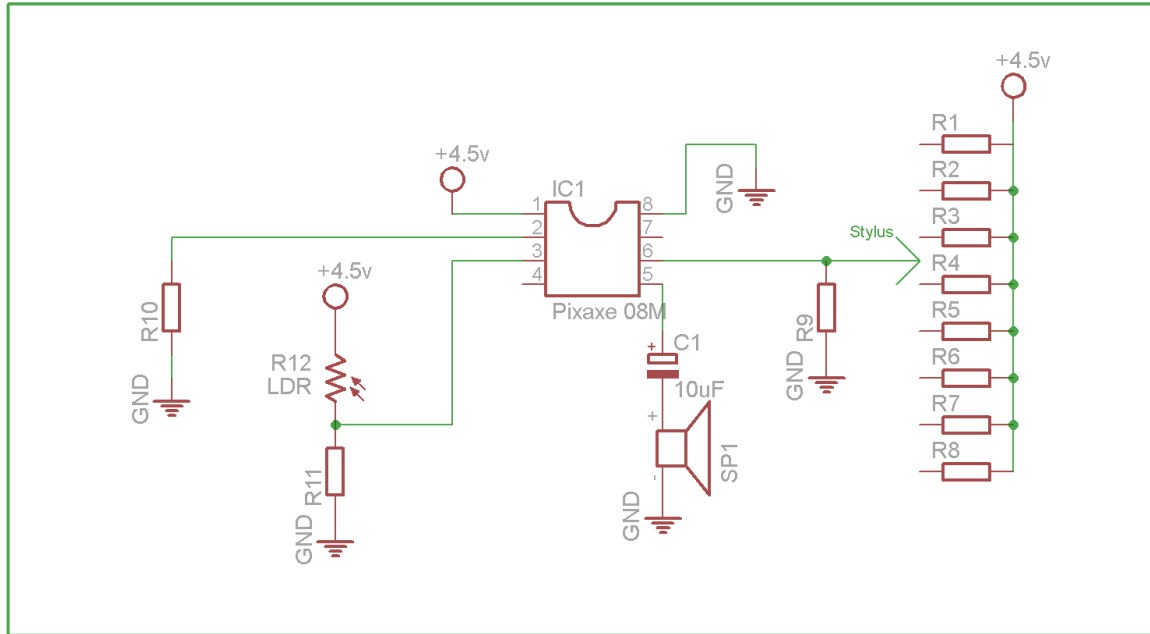 +4.5v
R1
R2
R3
R4
R5
R6
R7
R8
Stylus
+4.5v
IC1
1
2
3
4
8
7
6
5
Pixaxe 08M
GND
R10
GND
+4.5v
R12
LDR
R11
GND
+
C1
10uF
+
-
SP1
GND
R9
GND